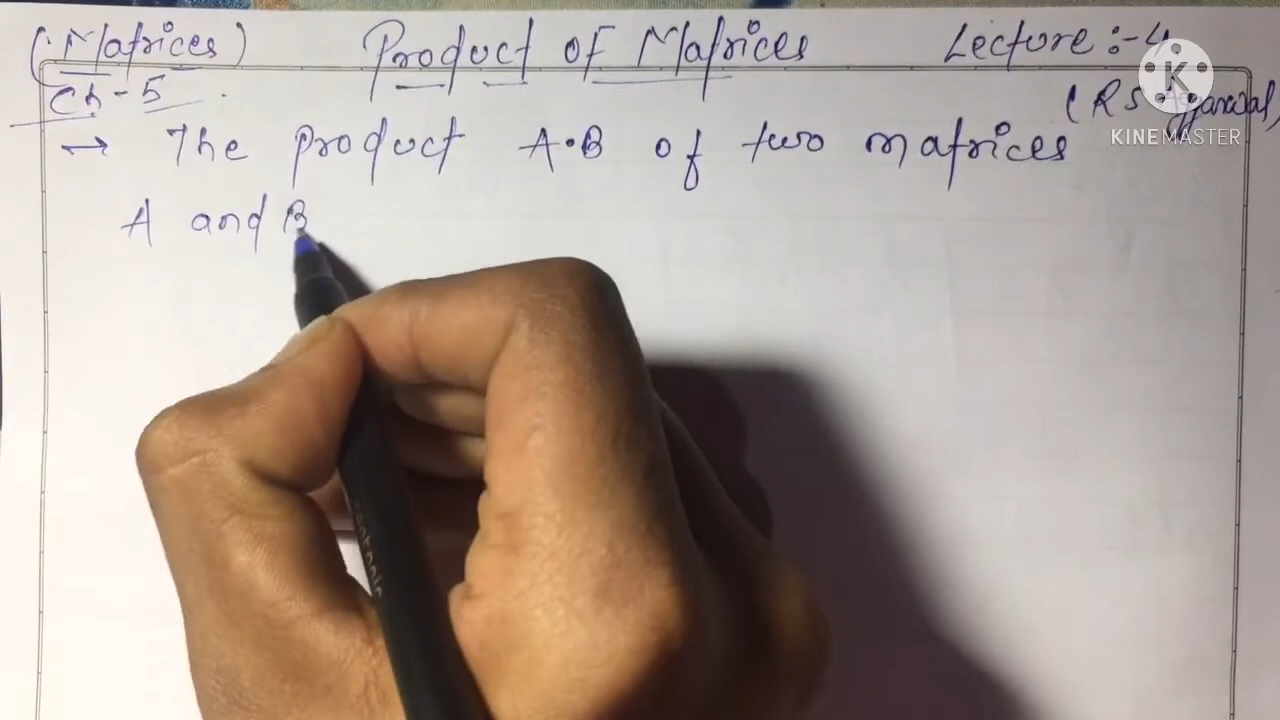 (Matrices) Product of Matrices Lecture :- 4
Ch - 5
(R S Aggarwal)
→ The product A.B of two matrices
A and B
K
KINEMASTER